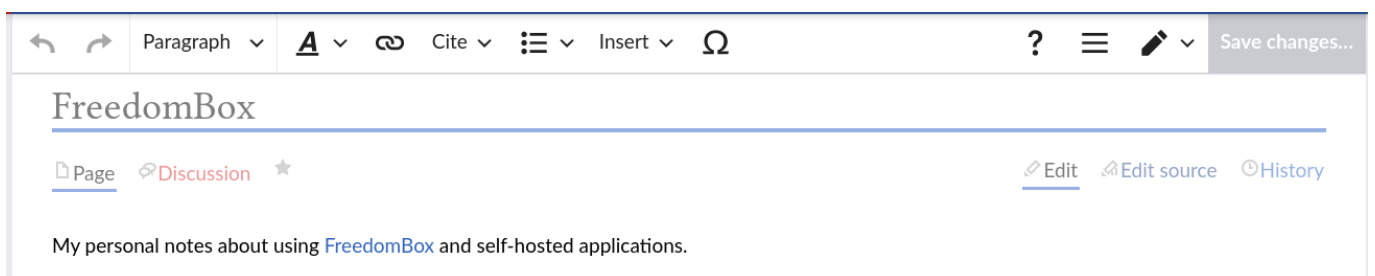 Paragraph A Cite Insert Ω ? Save changes...
FreedomBox
Page Discussion Edit Edit source History
My personal notes about using FreedomBox and self-hosted applications.